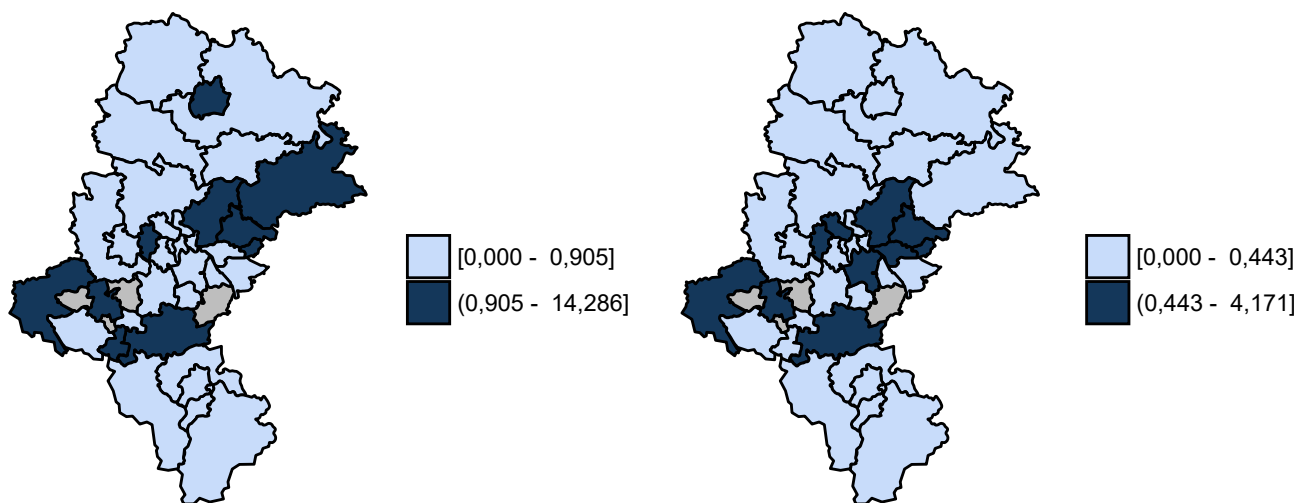 [0,000 -  0,905]
(0,905 -  14,286]
[0,000 -  0,443]
(0,443 -  4,171]